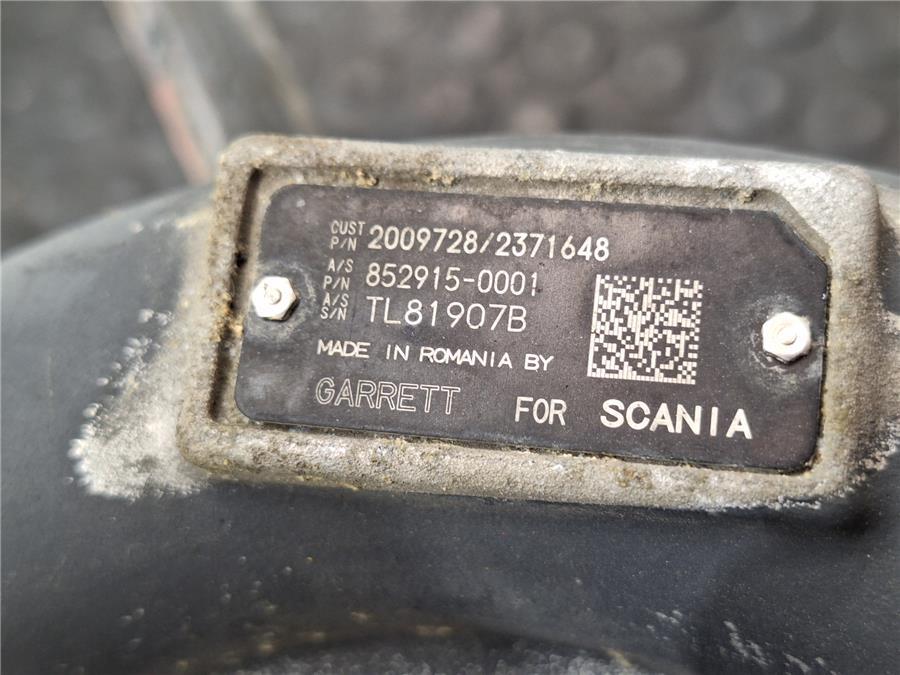 CUST P/N 2009728/2371648
A/S P/N 852915-0001
A/S S/N TL81907B
MADE IN ROMANIA BY
GARRETT FOR SCANIA